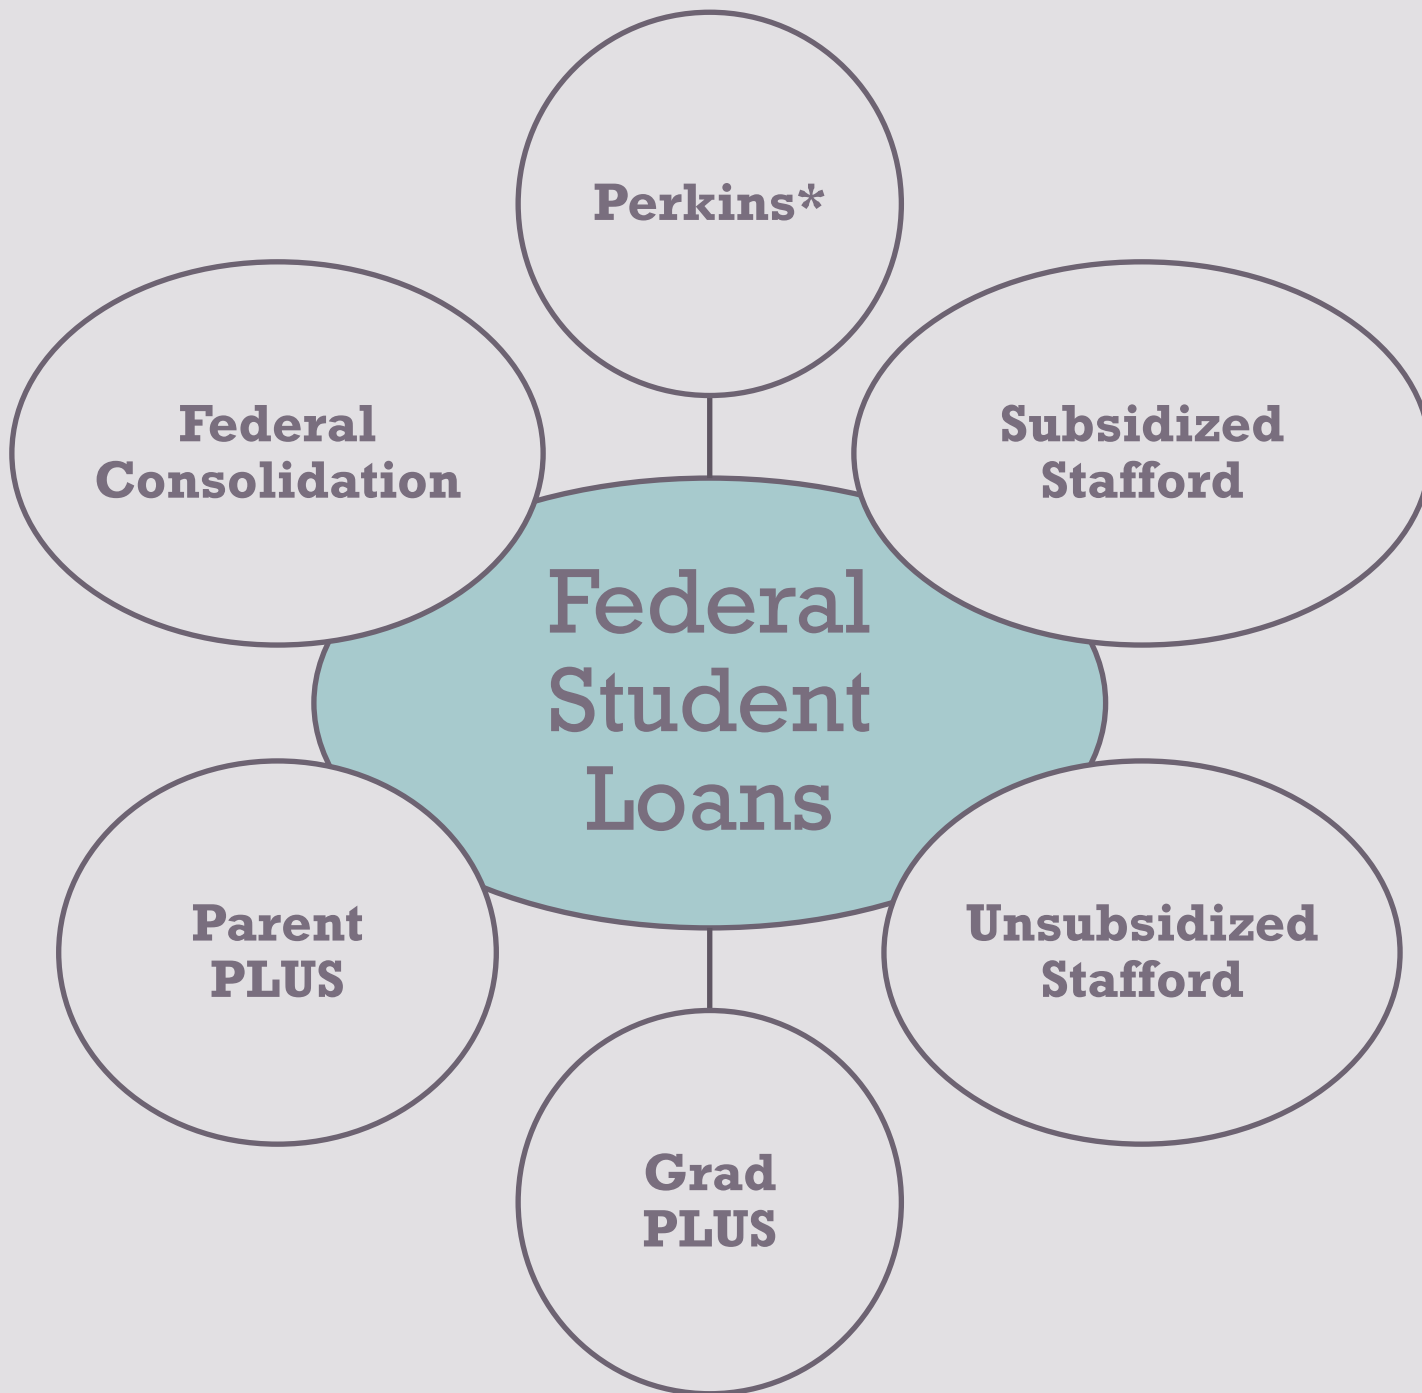 Perkins*
Federal
Consolidation
Subsidized
Stafford
Federal
Student
Loans
Parent
PLUS
Unsubsidized
Stafford
Grad
PLUS